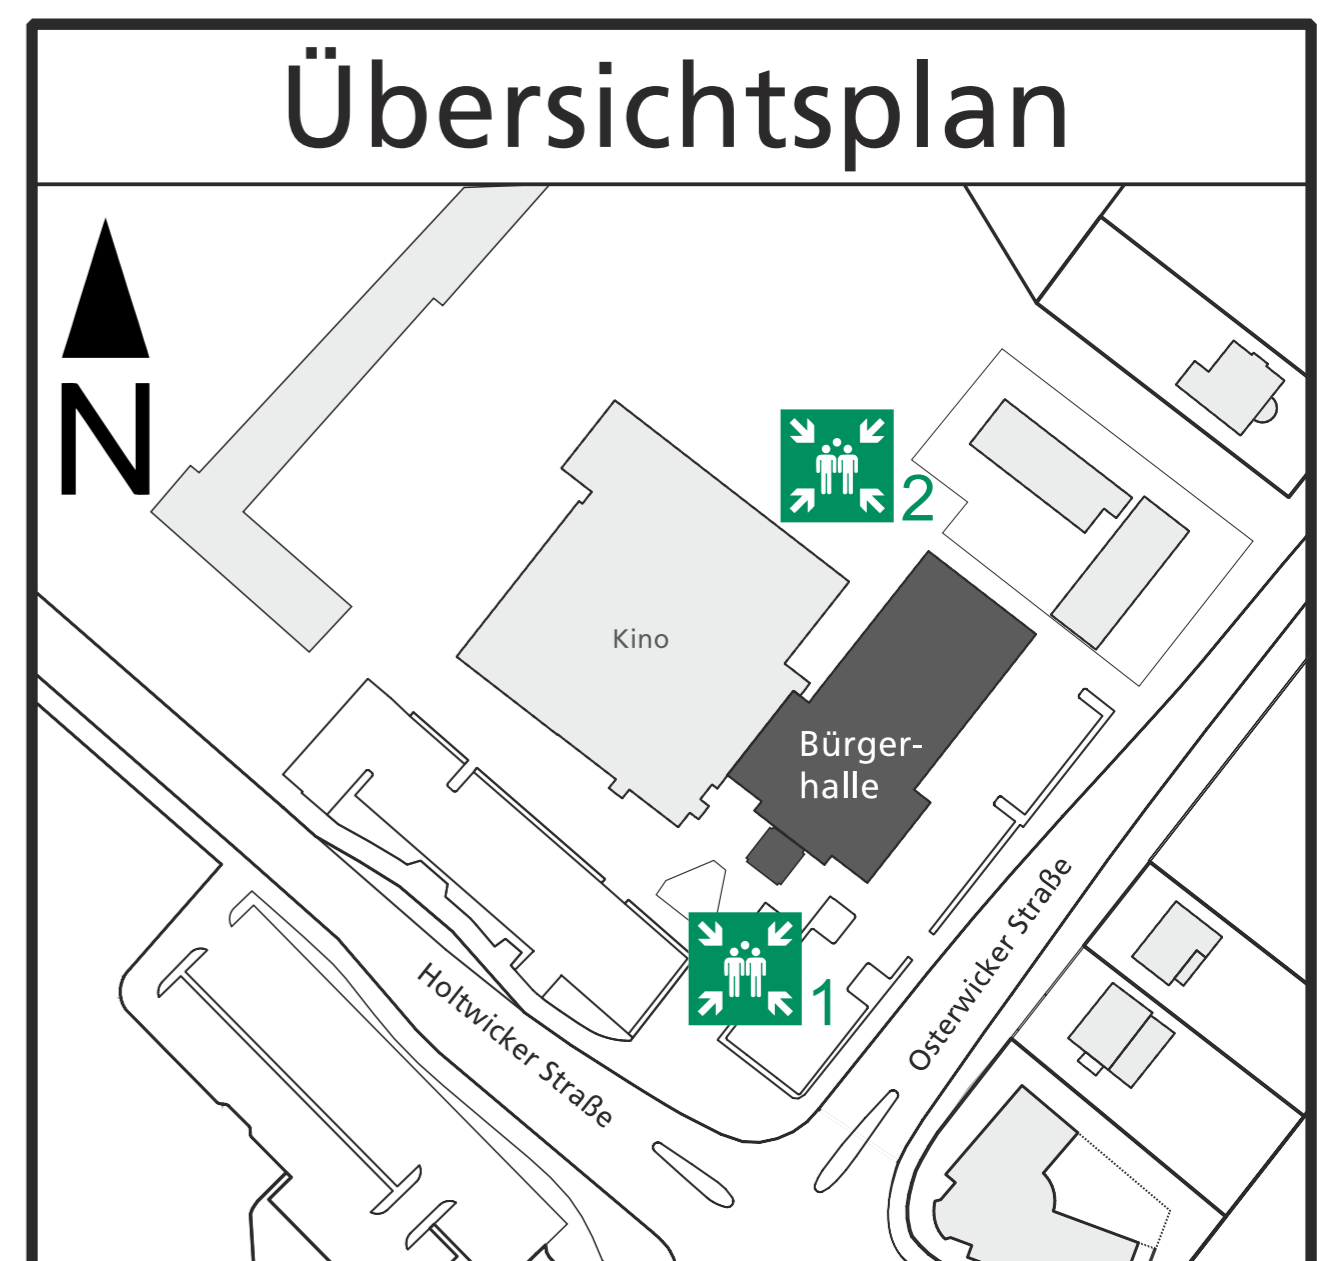 Übersichtsplan
N
2
Kino
Bürger-
halle
1
Holtwicker Straße
Osterwicker Straße